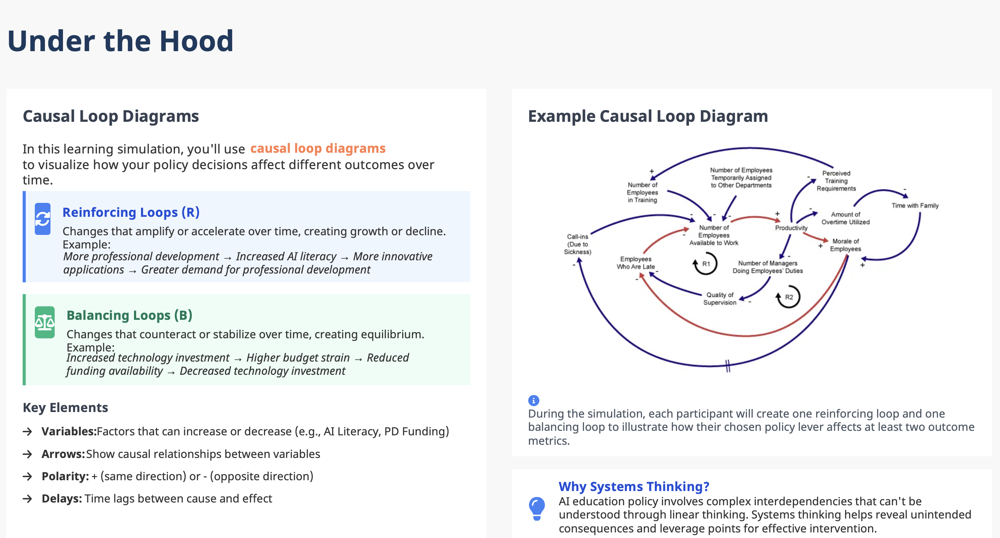 Under the Hood
Causal Loop Diagrams
In this learning simulation, you'll use causal loop diagrams
to visualize how your policy decisions affect different outcomes over
time.
Reinforcing Loops (R)
Changes that amplify or accelerate over time, creating growth or decline.
Example:
More professional development → Increased AI literacy → More innovative
applications → Greater demand for professional development
Balancing Loops (B)
Changes that counteract or stabilize over time, creating equilibrium.
Example:
Increased technology investment → Higher budget strain → Reduced
funding availability → Decreased technology investment
Key Elements
→ Variables:Factors that can increase or decrease (e.g., AI Literacy, PD Funding)
→ Arrows:Show causal relationships between variables
→ Polarity: + (same direction) or - (opposite direction)
→ Delays: Time lags between cause and effect
Example Causal Loop Diagram
+
Number of
Employees
in Training
Number of Employees
Temporarily Assigned
to Other Departments
-
Perceived
Training
Requirements
-
Time with Family
-
Amount of
Overtime Utilized
-
-
-
+
Number of
Employees
Available to Work
Productivity
Call-ins
(Due to
Sickness)
-
-
Employees
Who Are Late
-
-
R1
+
Morale of
Employees
+
-
Number of Managers
Doing Employees' Duties
Quality of
Supervision
-
R2
During the simulation, each participant will create one reinforcing loop and one
balancing loop to illustrate how their chosen policy lever affects at least two outcome
metrics.
Why Systems Thinking?
AI education policy involves complex interdependencies that can't be
understood through linear thinking. Systems thinking helps reveal unintended
consequences and leverage points for effective intervention.